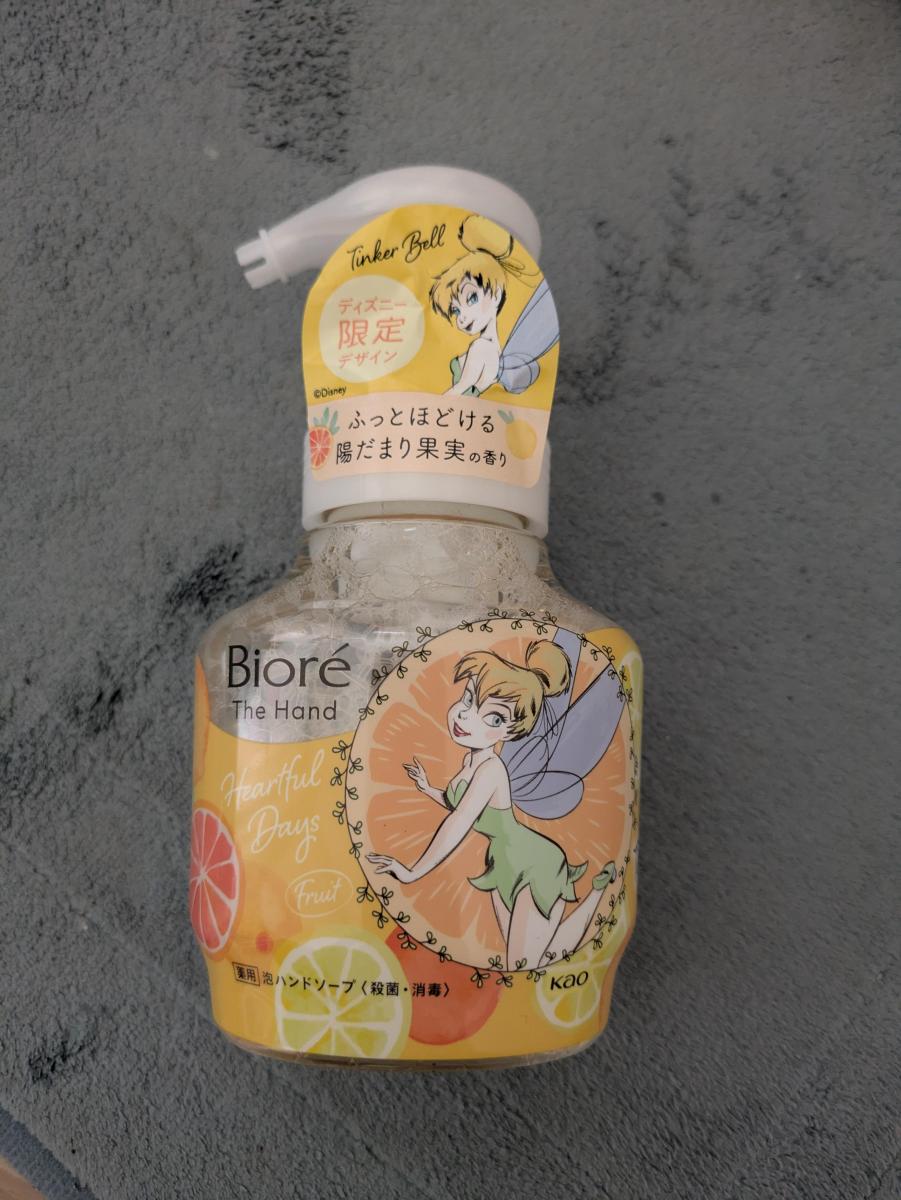 Tinker Bell
ディズニー
限定
デザイン
©Disney
ふっとほどける
陽だまり果実の香り
Bioré
The Hand
Heartful
Days
Fruit
薬用 泡ハンドソープ〈殺菌・消毒〉
Kao